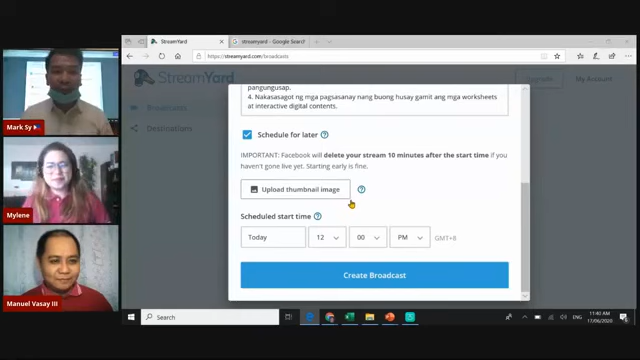 StreamYard
streamyard - Google Search
https://streamyard.com/broadcasts
StreamYard
Upgrade
My Account
Broadcasts
Destinations
pangungusap.
4. Nakasasagot ng mga pagsasanay nang buong husay gamit ang mga worksheets
at interactive digital contents.
Schedule for later
IMPORTANT: Facebook will delete your stream 10 minutes after the start time if you
haven't gone live yet. Starting early is fine.
Upload thumbnail image
Scheduled start time
Today
12
00
PM
GMT+8
Create Broadcast
Mark Sy
Mylene
Manuel Vasay III
Search
ENG
11:40 AM
17/06/2020